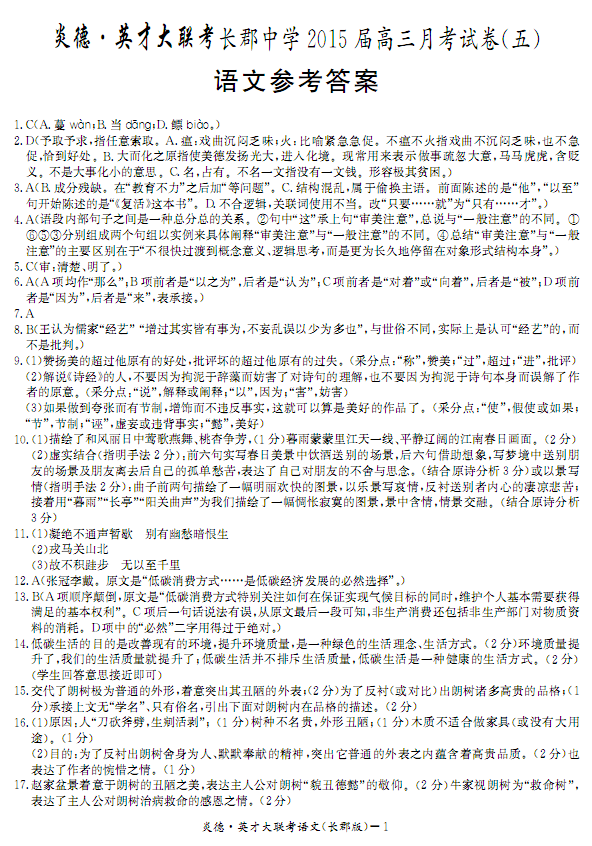 炎德·英才大联考长郡中学2015届高三月考试卷(五)
语文参考答案
1.C(A.蔓 wàn;B.当 dāng;D.鳔 biào。)
2.D(予取予求,指任意索取。A.瘟:戏曲沉闷乏味;火:比喻紧急急促。不瘟不火指戏曲不沉闷乏味,也不急
促,恰到好处。B.大而化之原指使美德发扬光大,进入化境。现常用来表示做事疏忽大意,马马虎虎,含贬
义。不是大事化小的意思。C.名,占有。不名一文指没有一文钱。形容极其贫困。)
3.A(B.成分残缺。在“教育不力”之后加“等问题”。C.结构混乱,属于偷换主语。前面陈述的是“他”,“以至”
句开始陈述的是“《复活》这本书”。D.不合逻辑,关联词使用不当。改“只要……就”为“只有……才”。)
4.A(语段内部句子之间是一种总分总的关系。②句中“这”承上句“审美注意”,总说与“一般注意”的不同。①
⑥⑤③分别组成两个句组以实例来具体阐释“审美注意”与“一般注意”的不同。④总结“审美注意”与“一般
注意”的主要区别在于“不很快过渡到概念意义、逻辑思考,而是更为长久地停留在对象形式结构本身”。)
5.C(审:清楚、明了。)
6.A(A项均作“那么”;B项前者是“以之为”,后者是“认为”;C项前者是“对着”或“向着”,后者是“被”;D项前
者是“因为”,后者是“来”,表承接。)
7.A
8.B(王认为儒家“经艺”“增过其实皆有事为,不妄乱误以少为多也”,与世俗不同,实际上是认可“经艺”的,而
不是批判。)
9.(1)赞扬美的超过他原有的好处,批评坏的超过他原有的过失。(采分点:“称”,赞美;“过”,超过;“进”,批评)
(2)解说《诗经》的人,不要因为拘泥于辞藻而妨害了对诗句的理解,也不要因为拘泥于诗句本身而误解了作
者的原意。(采分点:“说”,解释或阐释;“以”,因为;“害”,妨害)
(3)如果做到夸张而有节制,增饰而不违反事实,这就可以算是美好的作品了。(采分点:“使”,假使或如果;
“节”,节制;“诬”,虚妄或违背事实;“懿”,美好)
10.(1)描绘了和风丽日中莺歌燕舞、桃杏争芳,(1分)暮雨蒙蒙里江天一线、平静辽阔的江南春日画面。(2分)
(2)虚实结合(指明手法2分);前六句实写春日美景中饮酒送别的场景,后六句借助想象,写梦境中送别朋
友的场景及朋友离去后自己的孤单愁苦,表达了自己对朋友的不舍与思念。(结合原诗分析3分)或以景写
情(指明手法2分);曲子前两句描绘了一幅明丽欢快的图景,以乐景写哀情,反衬送别者内心的凄凉悲苦;
接着用“暮雨”“长亭”“阳关曲声”为我们描绘了一幅惆怅寂寞的图景,景中含情,情景交融。(结合原诗分析
3分)
11.(1)凝绝不通声暂歇　别有幽愁暗恨生
(2)戎马关山北
(3)故不积跬步　无以至千里
12.A(张冠李戴。原文是“低碳消费方式……是低碳经济发展的必然选择”。)
13.B(A项顺序颠倒,原文是“低碳消费方式特别关注如何在保证实现气候目标的同时,维护个人基本需要获得
满足的基本权利”。C项后一句话说法有误,从原文最后一段可知,非生产消费还包括非生产部门对物质资
料的消耗。D项中的“必然”二字用得过于绝对。)
14.低碳生活的目的是改善现有的环境,提升环境质量,是一种绿色的生活理念、生活方式。(2分)环境质量提
升了,我们的生活质量就提升了;低碳生活并不排斥生活质量,低碳生活是一种健康的生活方式。(2分)
(学生回答意思接近即可)
15.交代了朗树极为普通的外形,着意突出其丑陋的外表;(2分)为了反衬(或对比)出朗树诸多高贵的品格;(1
分)承接上文无“学名”、只有俗名,引出下面对朗树内在品格的描述。(2分)
16.(1)原因:人“刀砍斧劈,生剜活剥”;(1分)树种不名贵,外形丑陋;(1分)木质不适合做家具(或没有大用
途)。(1分)
(2)目的:为了反衬出朗树舍身为人、默默奉献的精神,突出它普通的外表之内蕴含着高贵品质。(2分)也
表达了作者的惋惜之情。(1分)
17.赵家盆景着意于朗树的丑陋之美,表达主人公对朗树“貌丑德懿”的敬仰。(2分)牛家视朗树为“救命树”,
表达了主人公对朗树治病救命的感恩之情。(2分)
炎德·英才大联考语文(长郡版)-1